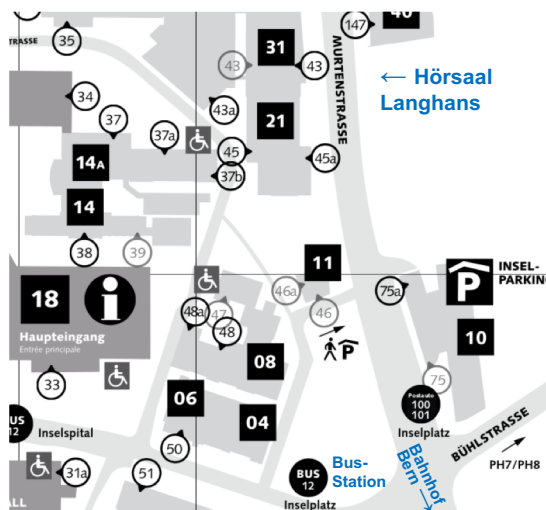 35
TRASSE
34
37
37a
14A
14
38
39
18
i
Haupteingang
Entrée principale
33
BUS
12
Inselspital
31a
51
50
06
04
08
48a
47
48
43
31
43
43a
21
45
45a
37b
147
MURTENSTRASSE
← Hörsaal
Langhans
11
46a
46
P
75a
P
INSEL-
PARKING
10
75
Postauto
100
101
Inselplatz
BÜHLSTRASSE
PH7/PH8
Bahnhof
Bern →
BUS
12
Inselplatz
Bus-
Station